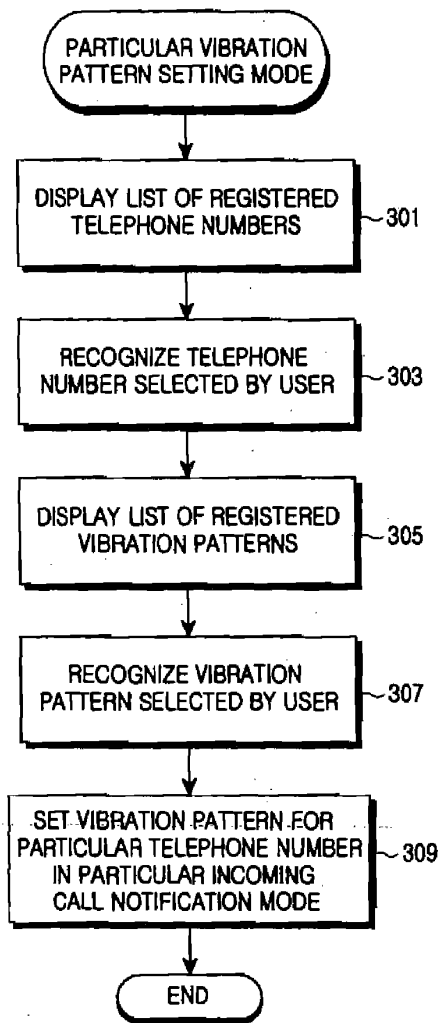 PARTICULAR VIBRATION
PATTERN SETTING MODE
DISPLAY LIST OF REGISTERED
TELEPHONE NUMBERS
301
RECOGNIZE TELEPHONE
NUMBER SELECTED BY USER
303
DISPLAY LIST OF REGISTERED
VIBRATION PATTERNS
305
RECOGNIZE VIBRATION
PATTERN SELECTED BY USER
307
SET VIBRATION PATTERN FOR
PARTICULAR TELEPHONE NUMBER
IN PARTICULAR INCOMING
CALL NOTIFICATION MODE
309
END